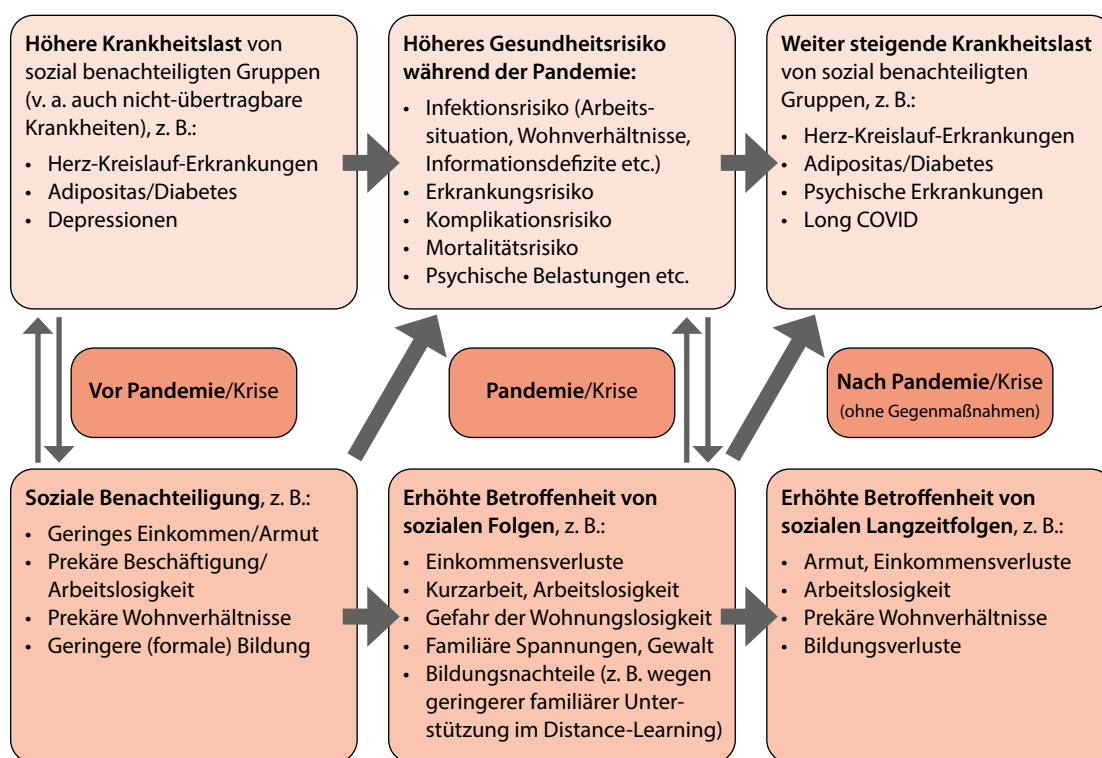 Höhere Krankheitslast von
sozial benachteiligten Gruppen
(v. a. auch nicht-übertragbare
Krankheiten), z. B.:
• Herz-Kreislauf-Erkrankungen
• Adipositas/Diabetes
• Depressionen
Höheres Gesundheitsrisiko
während der Pandemie:
• Infektionsrisiko (Arbeits-
situation, Wohnverhältnisse,
Informationsdefizite etc.)
• Erkrankungsrisiko
• Komplikationsrisiko
• Mortalitätsrisiko
• Psychische Belastungen etc.
Weiter steigende Krankheitslast
von sozial benachteiligten
Gruppen, z. B.:
• Herz-Kreislauf-Erkrankungen
• Adipositas/Diabetes
• Psychische Erkrankungen
• Long COVID
Vor Pandemie/Krise
Pandemie/Krise
Nach Pandemie/Krise
(ohne Gegenmaßnahmen)
Soziale Benachteiligung, z. B.:
• Geringes Einkommen/Armut
• Prekäre Beschäftigung/
Arbeitslosigkeit
• Prekäre Wohnverhältnisse
• Geringere (formale) Bildung
Erhöhte Betroffenheit von
sozialen Folgen, z. B.:
• Einkommensverluste
• Kurzarbeit, Arbeitslosigkeit
• Gefahr der Wohnungslosigkeit
• Familiäre Spannungen, Gewalt
• Bildungsnachteile (z. B. wegen
geringerer familiärer Unter-
stützung im Distance-Learning)
Erhöhte Betroffenheit von
sozialen Langzeitfolgen, z. B.:
• Armut, Einkommensverluste
• Arbeitslosigkeit
• Prekäre Wohnverhältnisse
• Bildungsverluste